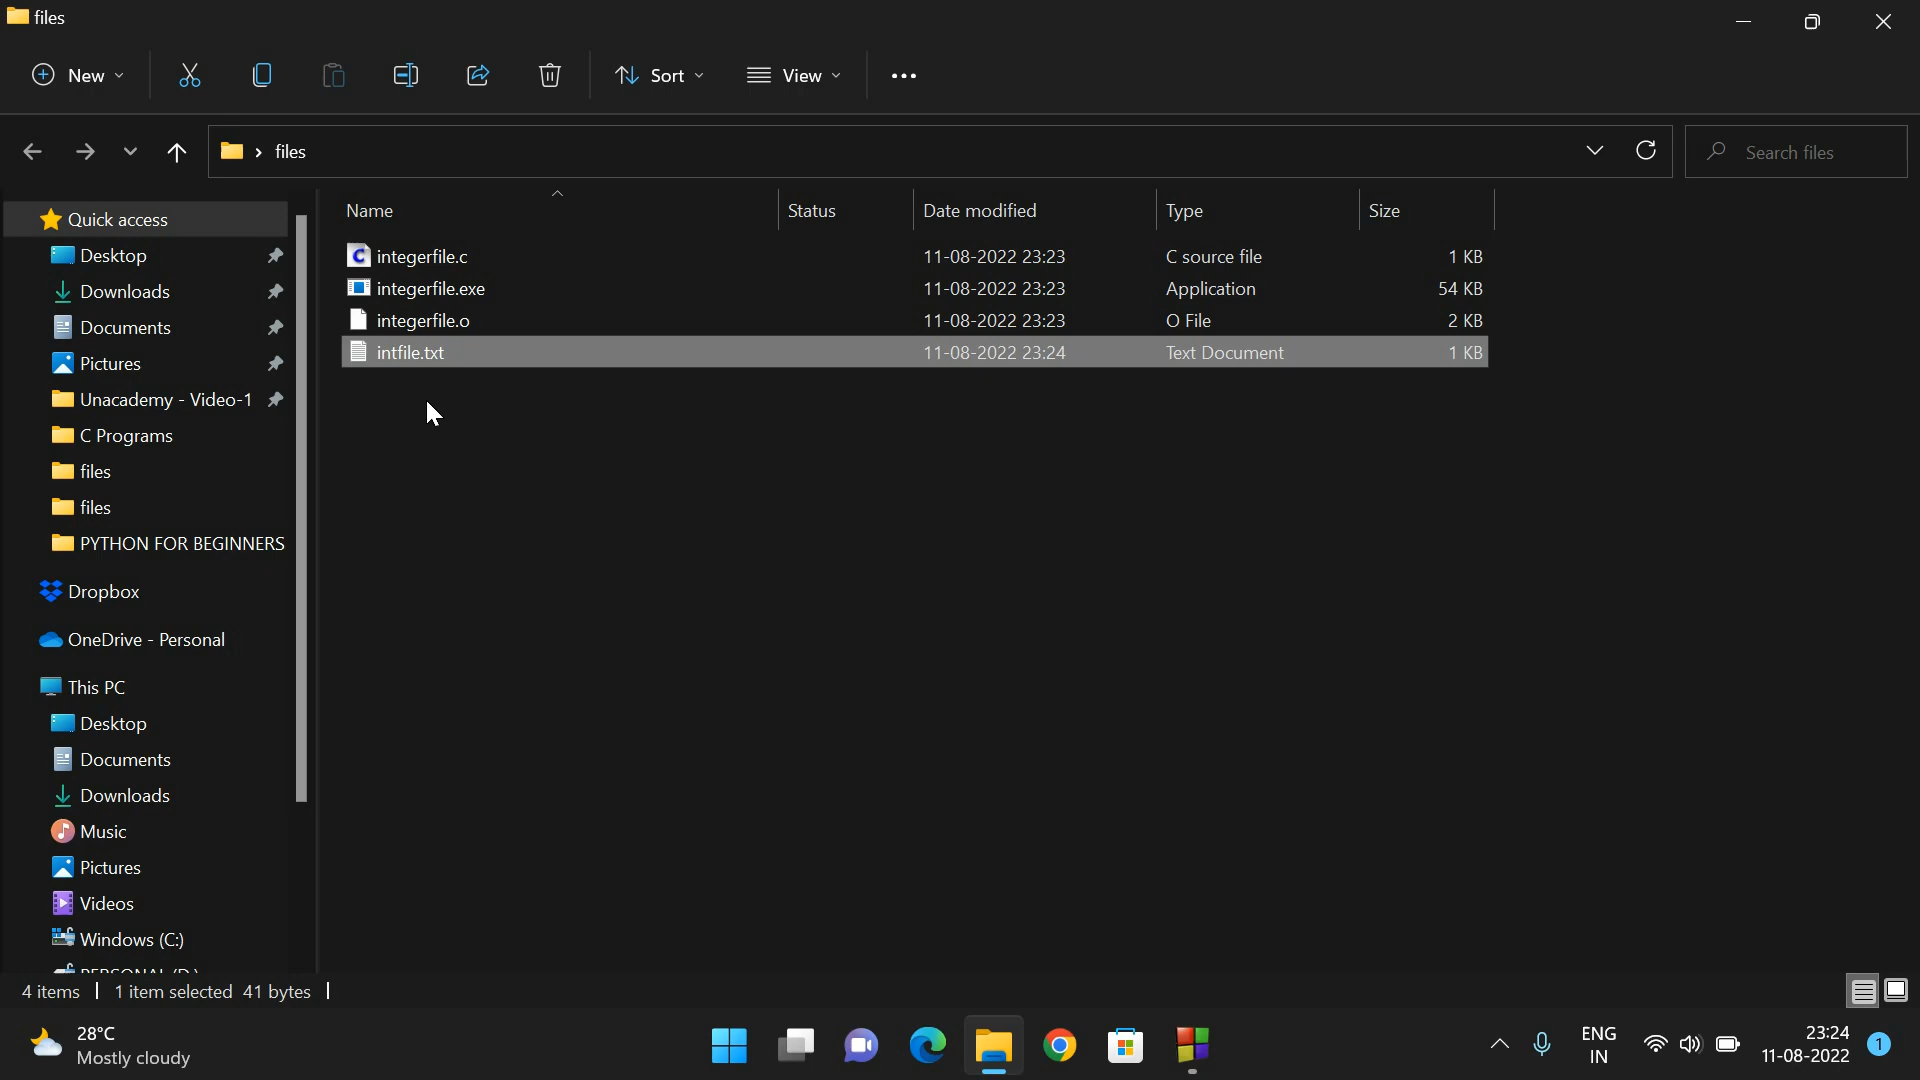 files
New
Sort
View
files
Search files
Name Status Date modified Type Size
integerfile.c 11-08-2022 23:23 C source file 1 KB
integerfile.exe 11-08-2022 23:23 Application 54 KB
integerfile.o 11-08-2022 23:23 O File 2 KB
intfile.txt 11-08-2022 23:24 Text Document 1 KB
Quick access
Desktop
Downloads
Documents
Pictures
Unacademy - Video-1
C Programs
files
files
PYTHON FOR BEGINNERS
Dropbox
OneDrive - Personal
This PC
Desktop
Documents
Downloads
Music
Pictures
Videos
Windows (C:)
4 items 1 item selected 41 bytes
28°C
Mostly cloudy
ENG
IN
23:24
11-08-2022
1